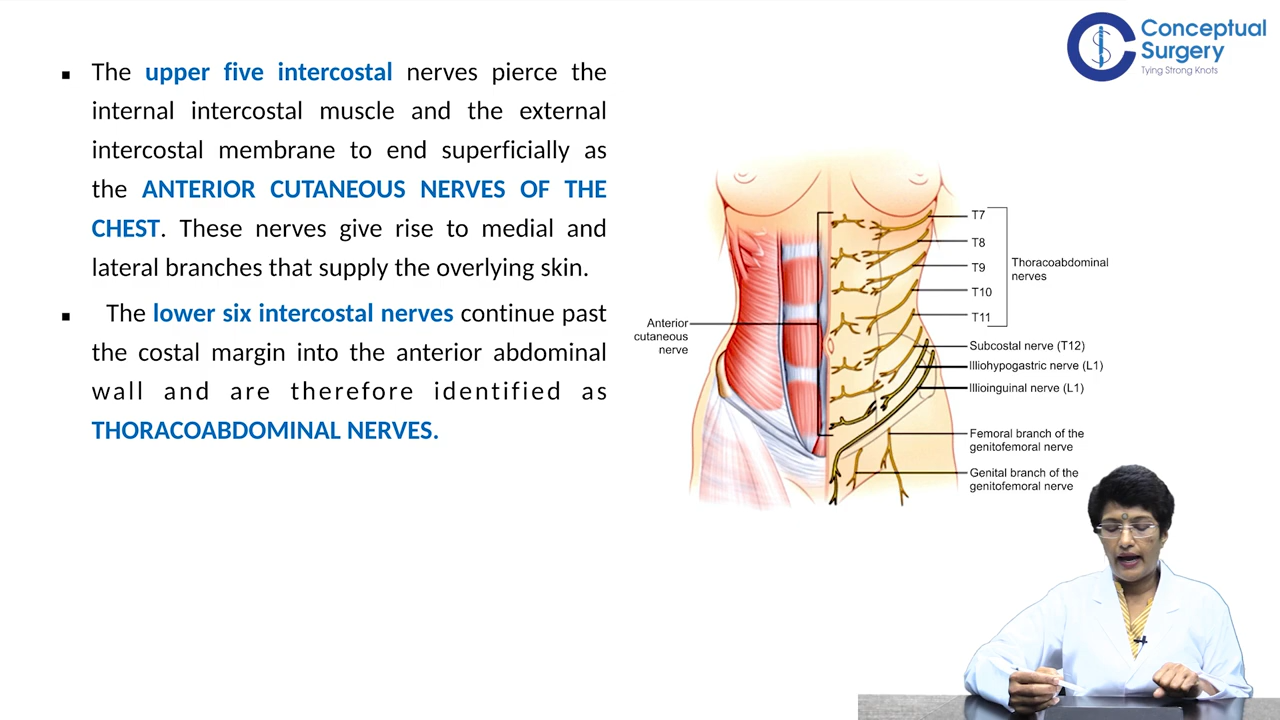 Conceptual
Surgery
Tying Strong Knots
▪ The upper five intercostal nerves pierce the
internal intercostal muscle and the external
intercostal membrane to end superficially as
the ANTERIOR CUTANEOUS NERVES OF THE
CHEST. These nerves give rise to medial and
lateral branches that supply the overlying skin.
▪ The lower six intercostal nerves continue past
the costal margin into the anterior abdominal
wall and are therefore identified as
THORACOABDOMINAL NERVES.
Anterior
cutaneous
nerve
T7
T8
T9
T10
T11
Thoracoabdominal
nerves
Subcostal nerve (T12)
Illiohypogastric nerve (L1)
Illioinguinal nerve (L1)
Femoral branch of the
genitofemoral nerve
Genital branch of the
genitofemoral nerve